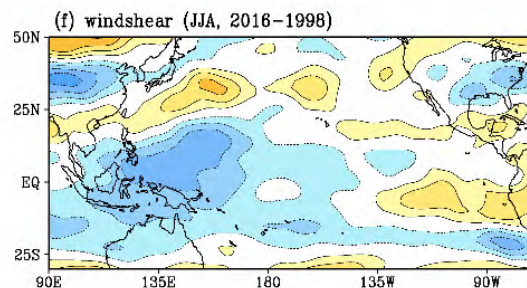 (f) windshear (JJA, 2016−1998)
50N
25N
EQ
25S
90E 135E 180 135W 90W